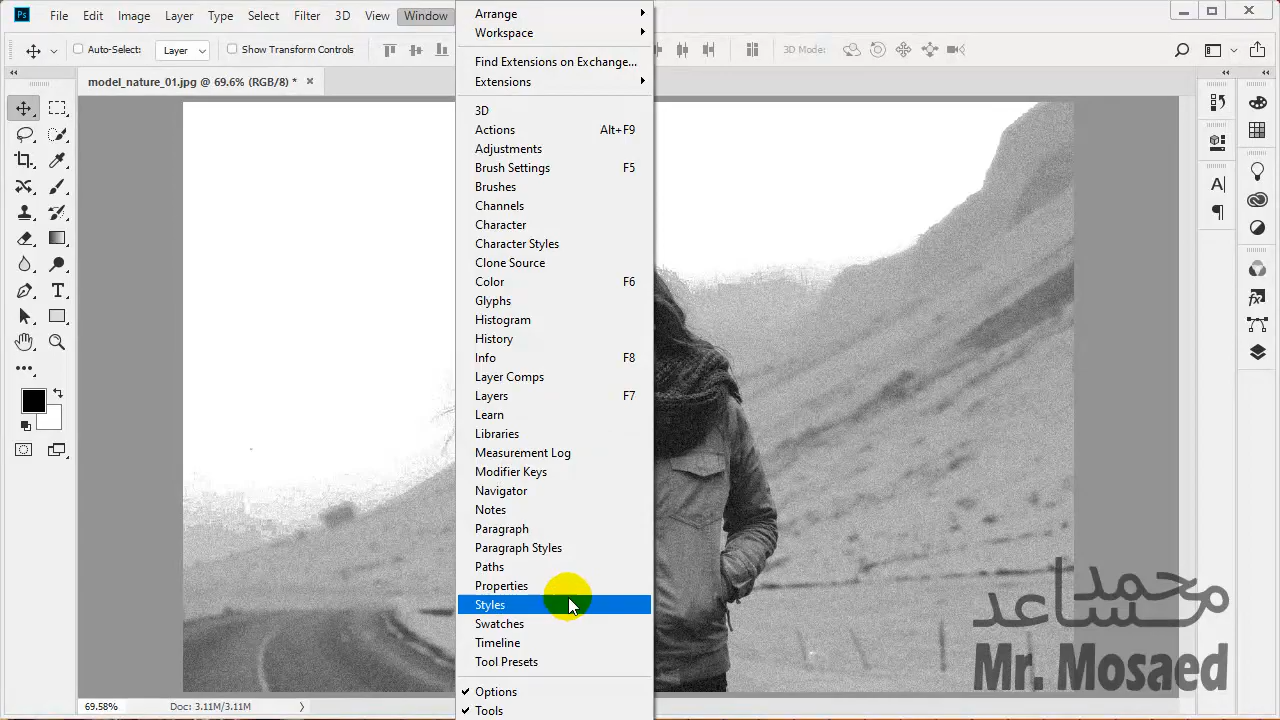 Ps File Edit Image Layer Type Select Filter 3D View Window
Auto-Select: Layer Show Transform Controls 3D Mode:
model_nature_01.jpg @ 69.6% (RGB/8) *
Arrange
Workspace
Find Extensions on Exchange...
Extensions
3D
Actions Alt+F9
Adjustments
Brush Settings F5
Brushes
Channels
Character
Character Styles
Clone Source
Color F6
Glyphs
Histogram
History
Info F8
Layer Comps
Layers F7
Learn
Libraries
Measurement Log
Modifier Keys
Navigator
Notes
Paragraph
Paragraph Styles
Paths
Properties
Styles
Swatches
Timeline
Tool Presets
Options
Tools
محمد
مساعد
Mr. Mosaed
69.58% Doc: 3.11M/3.11M